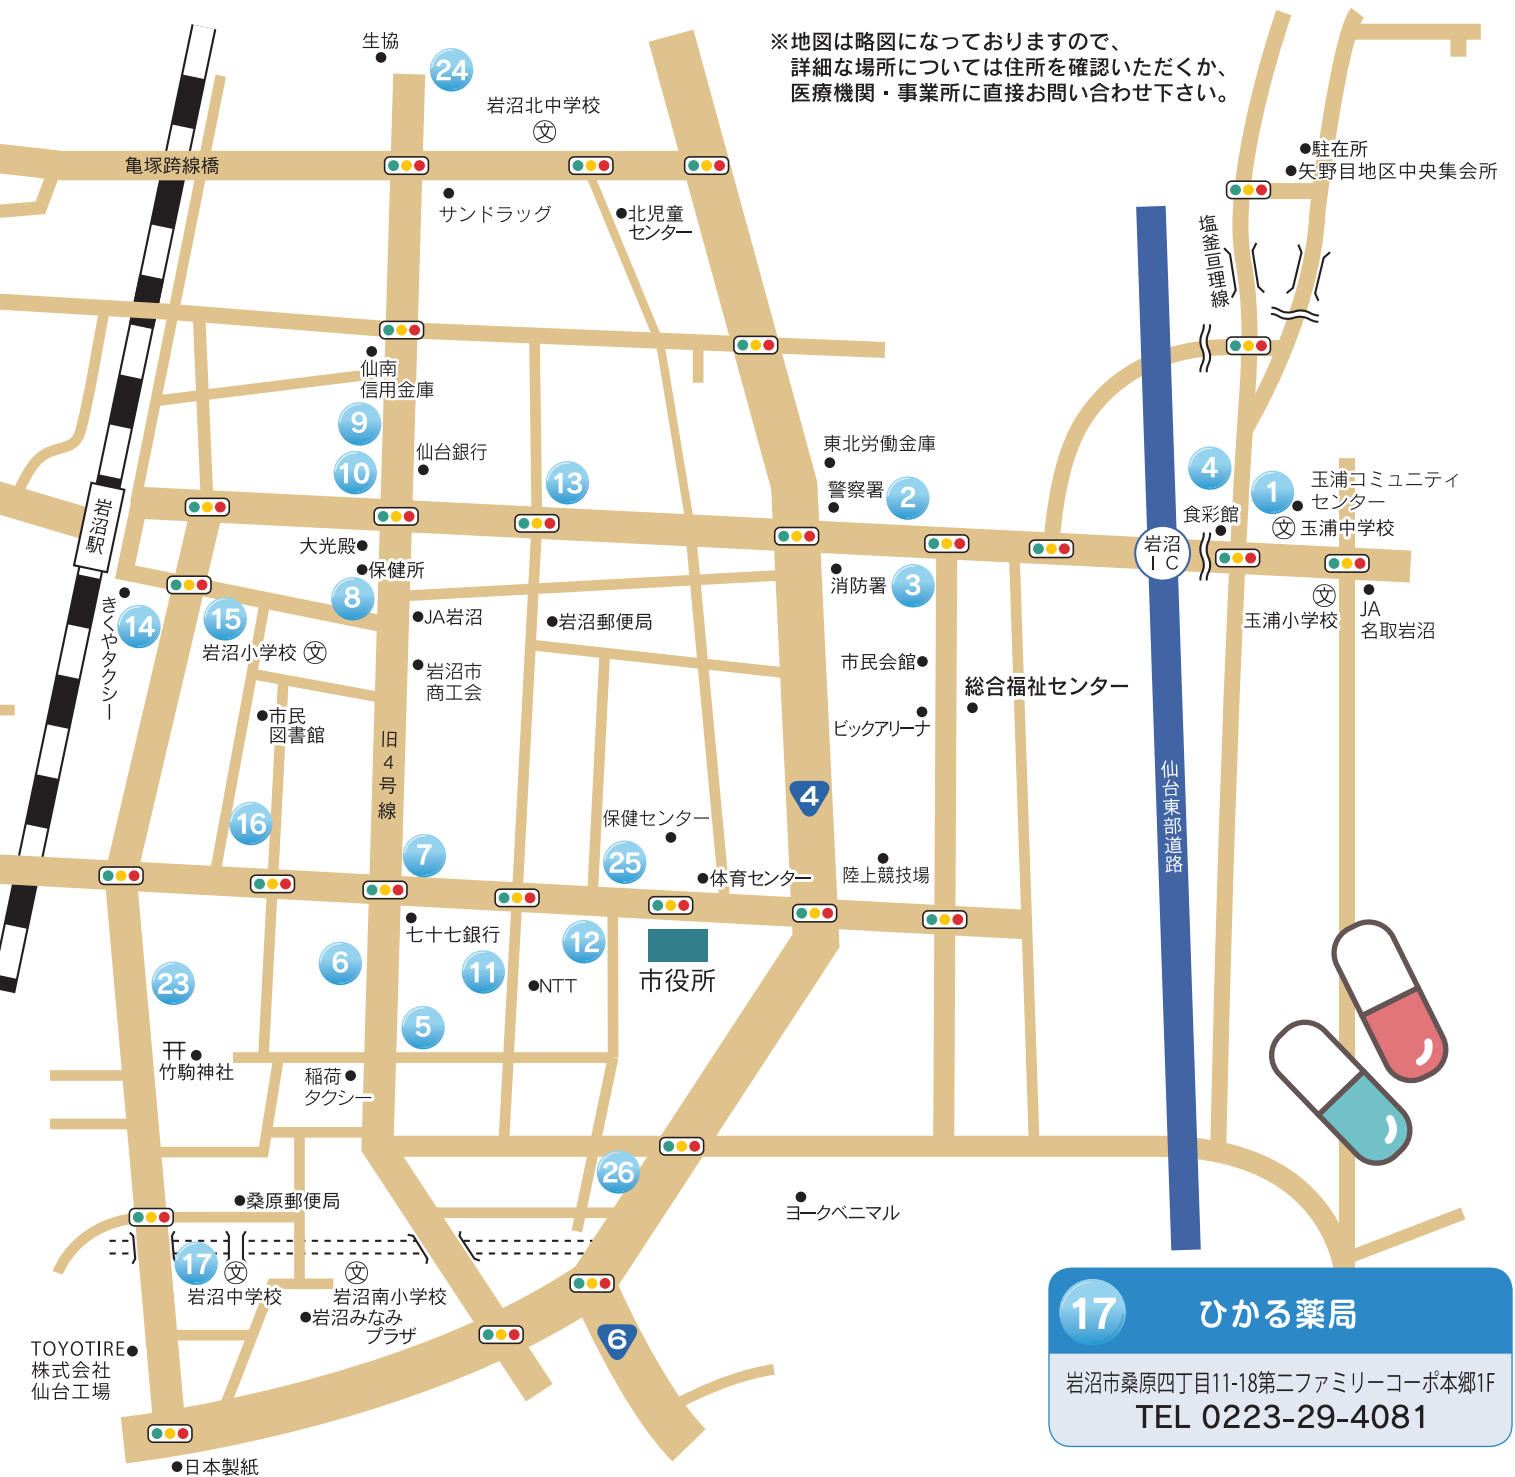 ※地図は略図になっておりますので、
詳細な場所については住所を確認いただくか、
医療機関・事業所に直接お問い合わせ下さい。
生協
24
岩沼北中学校
文
亀塚跨線橋
サンドラッグ
北児童
センター
駐在所
矢野目地区中央集会所
塩釜亘理線
仙南
信用金庫
9
仙台銀行
10
13
東北労働金庫
警察署
2
4
1
玉浦コミュニティ
センター
食彩館
文
玉浦中学校
岩沼駅
大光殿
保健所
8
岩沼
IC
消防署
3
文
玉浦小学校
JA
名取岩沼
きくやタクシー
14
15
岩沼小学校
文
JA岩沼
岩沼郵便局
岩沼市
商工会
市民会館
総合福祉センター
ビックアリーナ
市民
図書館
旧4号線
4
仙台東部道路
16
保健センター
7
25
体育センター
陸上競技場
七十七銀行
6
11
12
NTT
市役所
23
5
竹駒神社
稲荷
タクシー
26
桑原郵便局
ヨークベニマル
17
文
岩沼中学校
文
岩沼南小学校
岩沼みなみ
プラザ
6
TOYOTIRE
株式会社
仙台工場
日本製紙
17
ひかる薬局
岩沼市桑原四丁目11-18第二ファミリーコーポ本郷1F
TEL 0223-29-4081